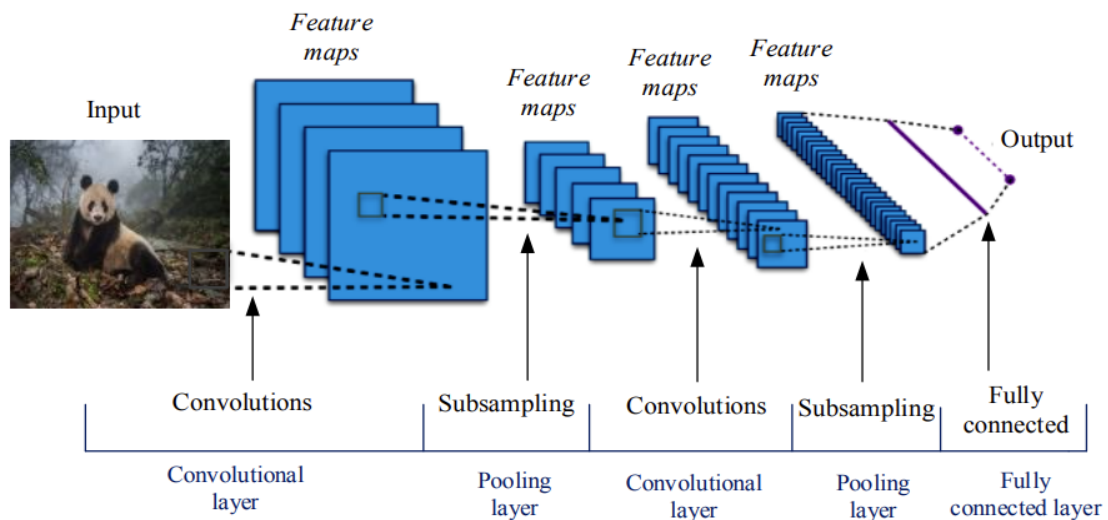 Feature
maps
Feature
maps
Feature
maps
Feature
maps
Input
Output
Convolutions
Subsampling
Convolutions
Subsampling
Fully
connected
Convolutional
layer
Pooling
layer
Convolutional
layer
Pooling
layer
Fully
connected layer